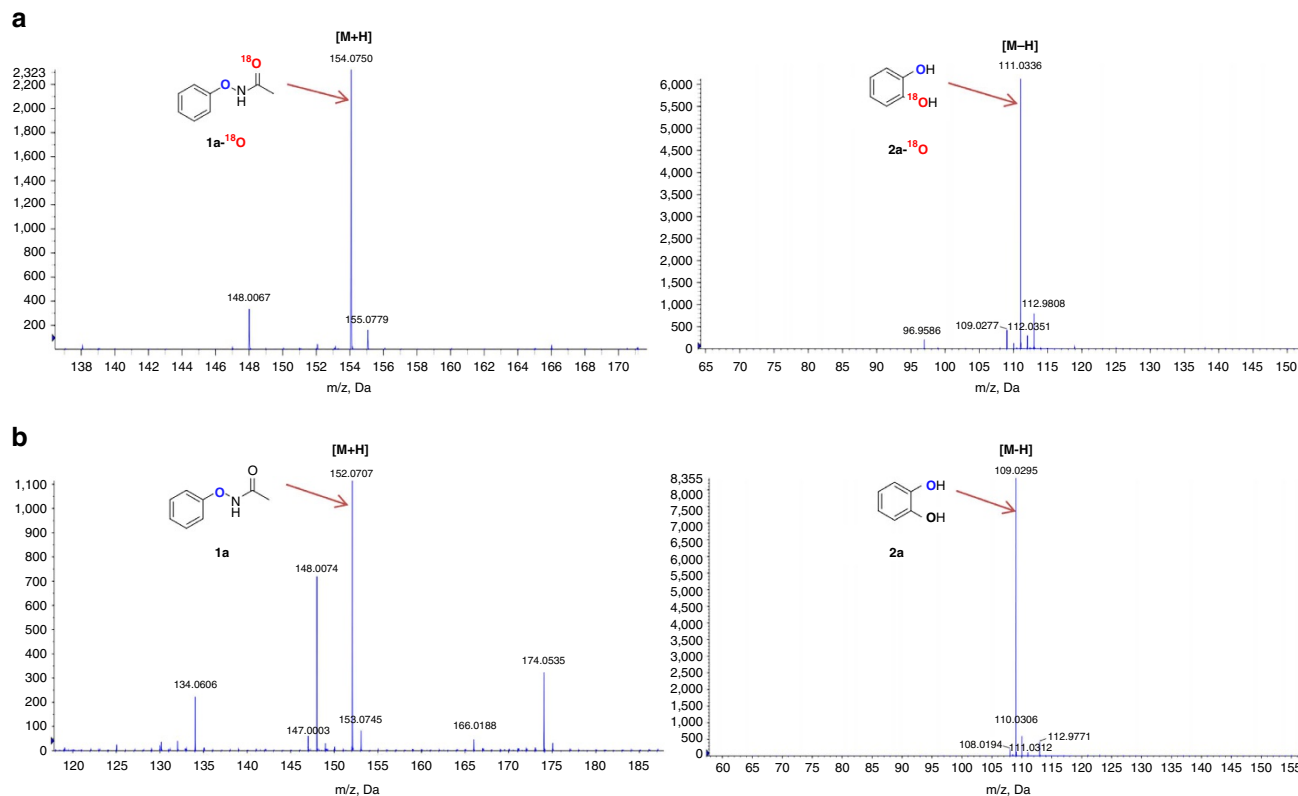 a
[M+H]
154.0750
18O
O
N
H
1a-18O
2,323
2,200
2,000
1,800
1,600
1,400
1,200
1,000
800
600
400
200
148.0067
155.0779
138 140 142 144 146 148 150 152 154 156 158 160 162 164 166 168 170
m/z, Da
[M–H]
111.0336
OH
18OH
2a-18O
6,000
5,500
5,000
4,500
4,000
3,500
3,000
2,500
2,000
1,500
1,000
500
0
96.9586
109.0277
112.0351
112.9808
65 70 75 80 85 90 95 100 105 110 115 120 125 130 135 140 145 150
m/z, Da
b
[M+H]
152.0707
O
O
N
H
1a
1,100
1,000
900
800
700
600
500
400
300
200
100
0
134.0606
148.0074
147.0003
153.0745
166.0188
174.0535
120 125 130 135 140 145 150 155 160 165 170 175 180 185
m/z, Da
[M-H]
109.0295
OH
OH
2a
8,355
8,000
7,500
7,000
6,500
6,000
5,500
5,000
4,500
4,000
3,500
3,000
2,500
2,000
1,500
1,000
500
0
110.0306
108.0194
111.0312
112.9771
60 65 70 75 80 85 90 95 100 105 110 115 120 125 130 135 140 145 150 155
m/z, Da